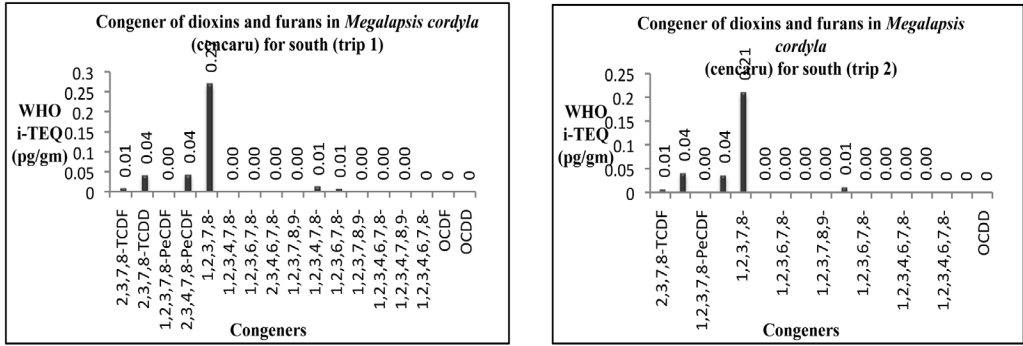 Congener of dioxins and furans in Megalapsis cordyla
(cencaru) for south (trip 1)
WHO
i-TEQ
(pg/gm)
0.3
0.25
0.2
0.15
0.1
0.05
0
0.01
0.04
0.00
0.04
0.00
0.00
0.00
0.00
0.01
0.01
0.00
0.00
0.00
0
0
0
2,3,7,8-TCDF
2,3,7,8-TCDD
1,2,3,7,8-PeCDF
2,3,4,7,8-PeCDF
1,2,3,7,8-
1,2,3,4,7,8-
1,2,3,6,7,8-
2,3,4,6,7,8-
1,2,3,7,8,9-
1,2,3,4,7,8-
1,2,3,6,7,8-
1,2,3,7,8,9-
1,2,3,4,6,7,8-
1,2,3,4,7,8,9-
1,2,3,4,6,7,8-
OCDF
OCDD
Congeners
Congener of dioxins and furans in Megalapsis
cordyla
(cencaru) for south (trip 2)
WHO
i-TEQ
(pg/gm)
0.25
0.2
0.15
0.1
0.05
0
0.01
0.04
0.00
0.04
0.21
0.00
0.00
0.00
0.00
0.01
0.00
0.00
0.00
0.00
0
0
0
2,3,7,8-TCDF
1,2,3,7,8-PeCDF
1,2,3,7,8-
1,2,3,6,7,8-
1,2,3,7,8,9-
1,2,3,6,7,8-
1,2,3,4,6,7,8-
1,2,3,4,6,7,8-
OCDD
Congeners